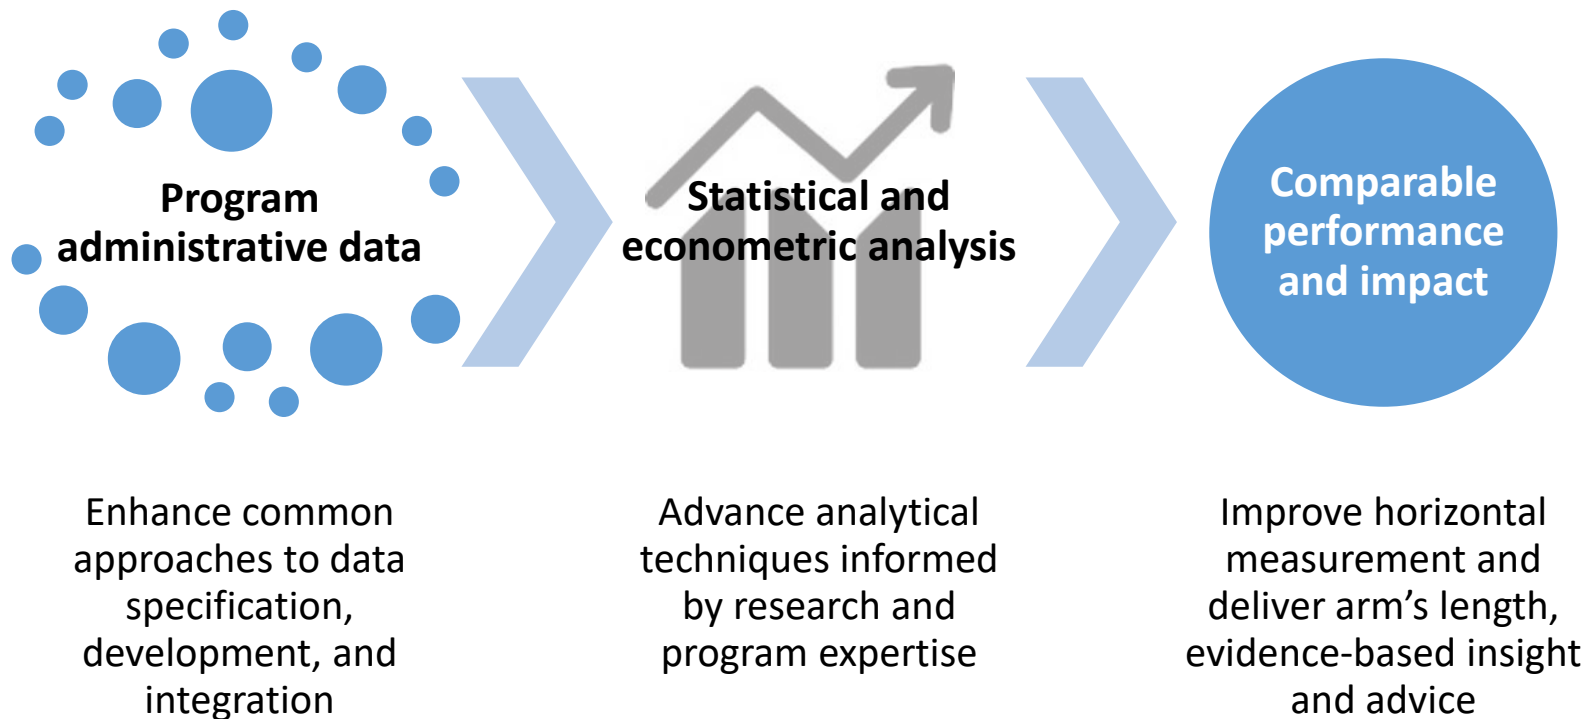 Program
administrative data
Statistical and
econometric analysis
Comparable
performance
and impact
Enhance common
approaches to data
specification,
development, and
integration
Advance analytical
techniques informed
by research and
program expertise
Improve horizontal
measurement and
deliver arm’s length,
evidence-based insight
and advice